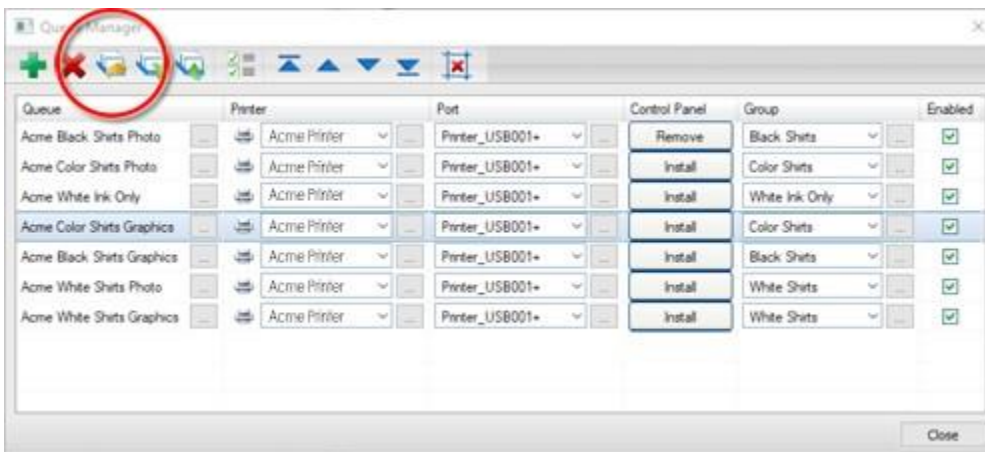 Queue Manager
Queue Printer Port Control Panel Group Enabled
Acme Black Shirts Photo ... Acme Printer ... Printer_USB001+ ... Remove Black Shirts ...
Acme Color Shirts Photo ... Acme Printer ... Printer_USB001+ ... Install Color Shirts ...
Acme White Ink Only ... Acme Printer ... Printer_USB001+ ... Install White Ink Only ...
Acme Color Shirts Graphics ... Acme Printer ... Printer_USB001+ ... Install Color Shirts ...
Acme Black Shirts Graphics ... Acme Printer ... Printer_USB001+ ... Install Black Shirts ...
Acme White Shirts Photo ... Acme Printer ... Printer_USB001+ ... Install White Shirts ...
Acme White Shirts Graphics ... Acme Printer ... Printer_USB001+ ... Install White Shirts ...
Close